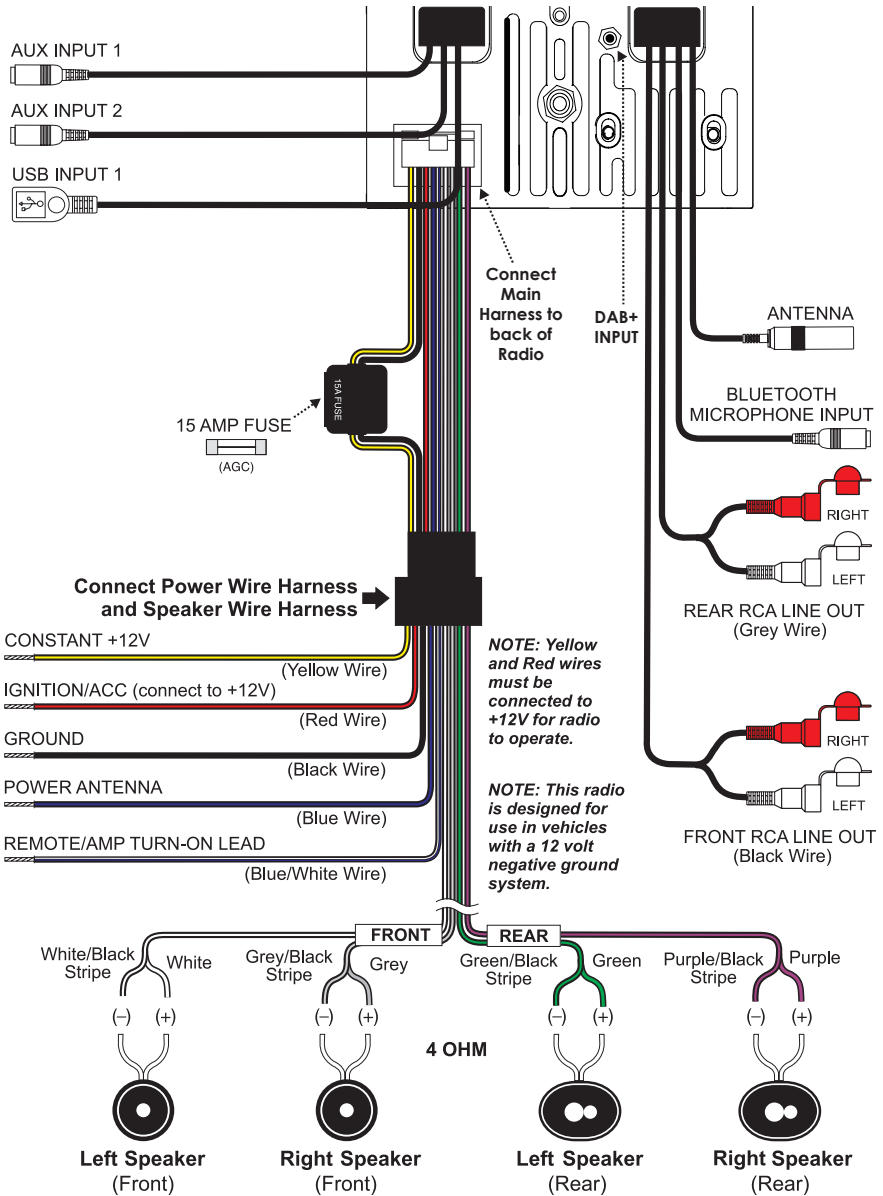 AUX INPUT 1
AUX INPUT 2
USB INPUT 1
Connect
Main
Harness to
back of
Radio
DAB+
INPUT
ANTENNA
BLUETOOTH
MICROPHONE INPUT
15A FUSE
15 AMP FUSE
(AGC)
RIGHT
LEFT
REAR RCA LINE OUT
(Grey Wire)
Connect Power Wire Harness
and Speaker Wire Harness
CONSTANT +12V
(Yellow Wire)
IGNITION/ACC (connect to +12V)
(Red Wire)
GROUND
(Black Wire)
POWER ANTENNA
(Blue Wire)
REMOTE/AMP TURN-ON LEAD
(Blue/White Wire)
NOTE: Yellow
and Red wires
must be
connected to
+12V for radio
to operate.
NOTE: This radio
is designed for
use in vehicles
with a 12 volt
negative ground
system.
RIGHT
LEFT
FRONT RCA LINE OUT
(Black Wire)
FRONT
REAR
White/Black
Stripe
White
Grey/Black
Stripe
Grey
Green/Black
Stripe
Green
Purple/Black
Stripe
Purple
(–) (+)
(–) (+)
(–) (+)
(–) (+)
4 OHM
Left Speaker
(Front)
Right Speaker
(Front)
Left Speaker
(Rear)
Right Speaker
(Rear)